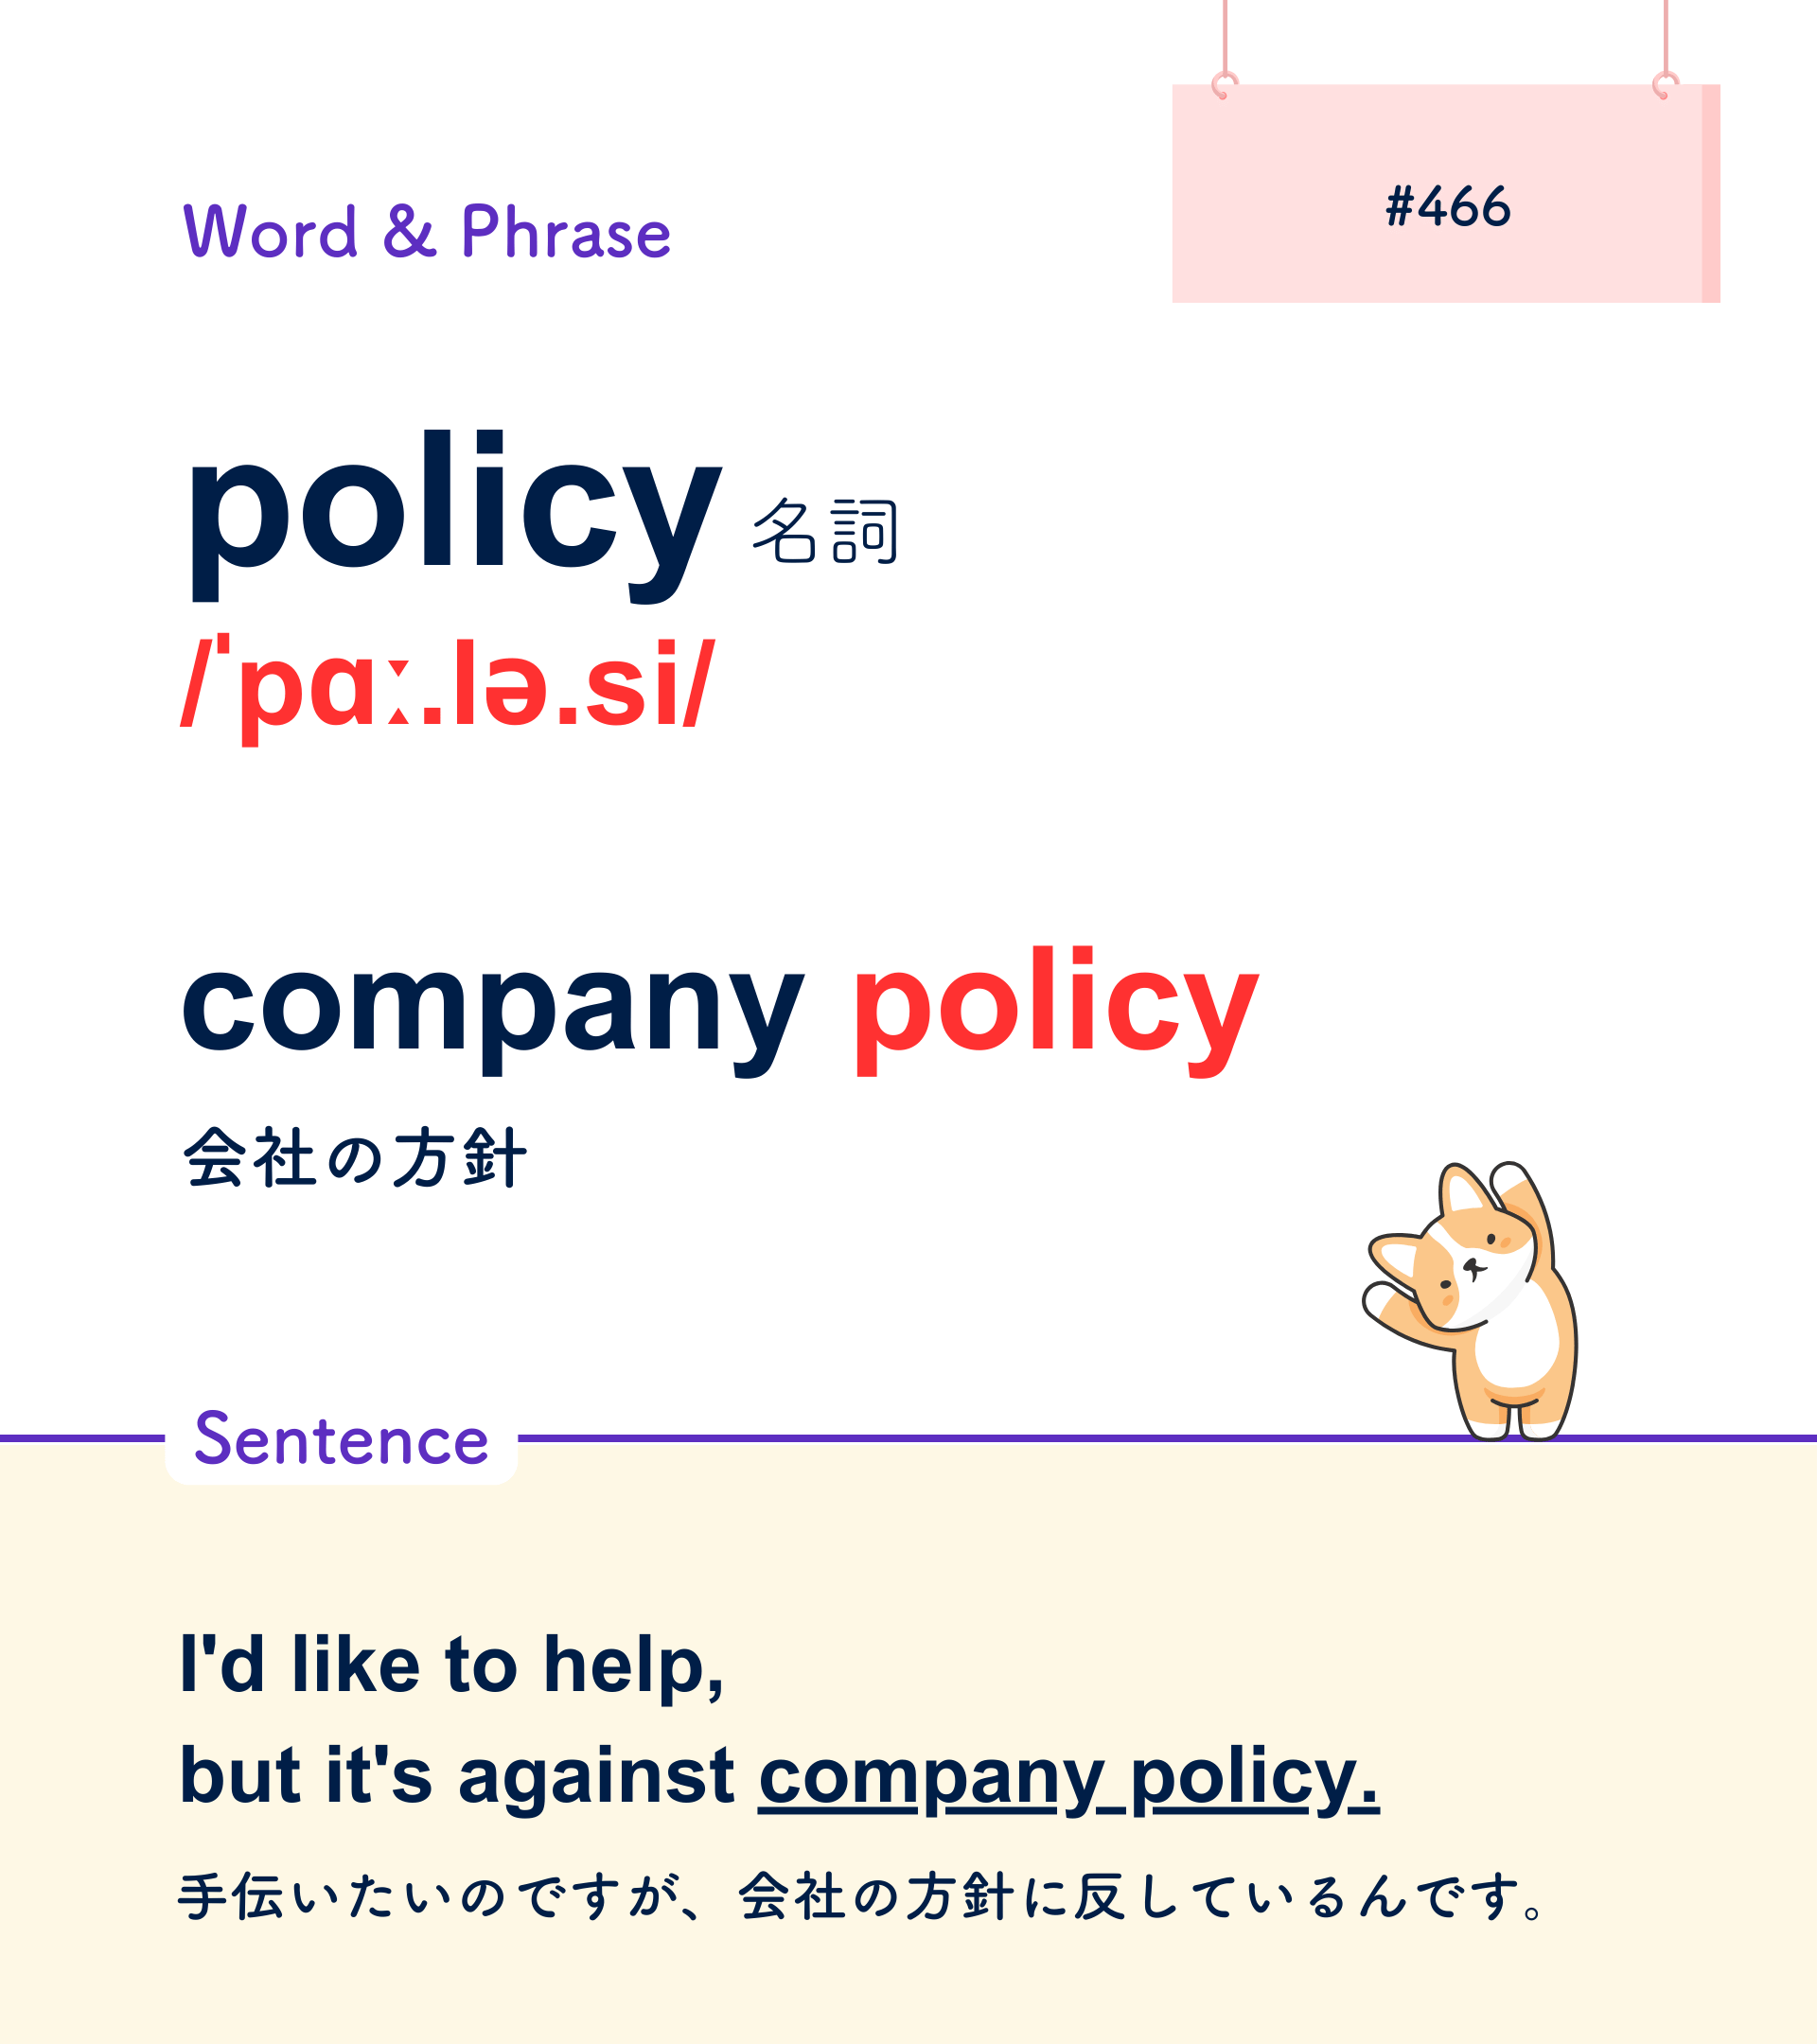 #466
Word & Phrase
policy 名詞
/ˈpɑː.lə.si/
company policy
会社の方針
Sentence
I'd like to help,
but it's against company policy.
手伝いたいのですが、会社の方針に反しているんです。